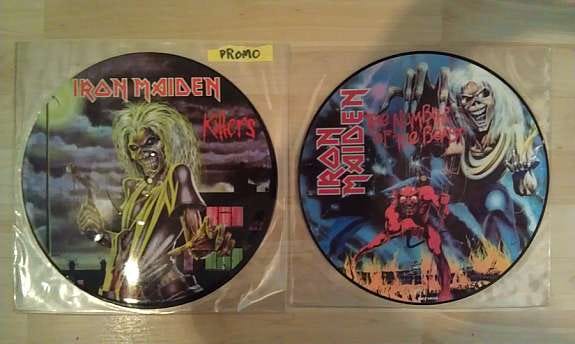 PROMO
IRON MAIDEN
Killers
IRON
MAIDEN
The Number
of the Beast